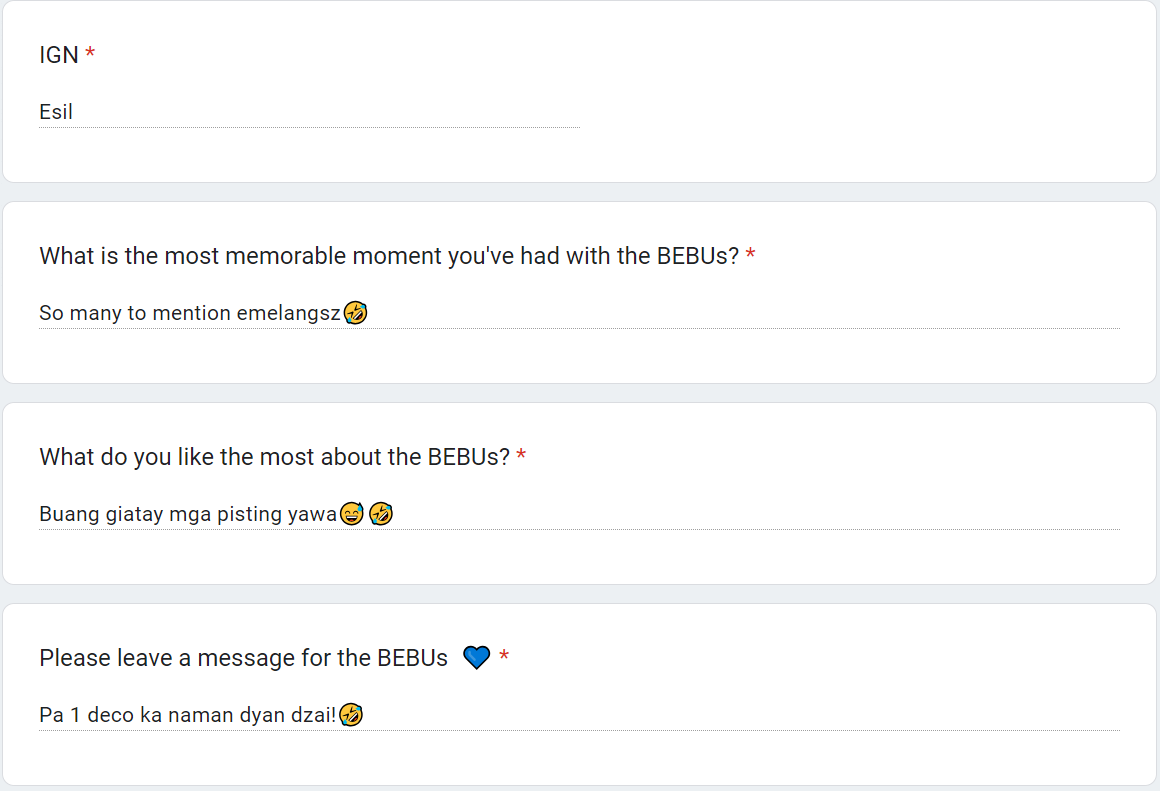 IGN *
Esil
What is the most memorable moment you've had with the BEBUs? *
So many to mention emelangsz🤣
What do you like the most about the BEBUs? *
Buang giatay mga pisting yawa😅🤣
Please leave a message for the BEBUs 💙 *
Pa 1 deco ka naman dyan dzai!🤣